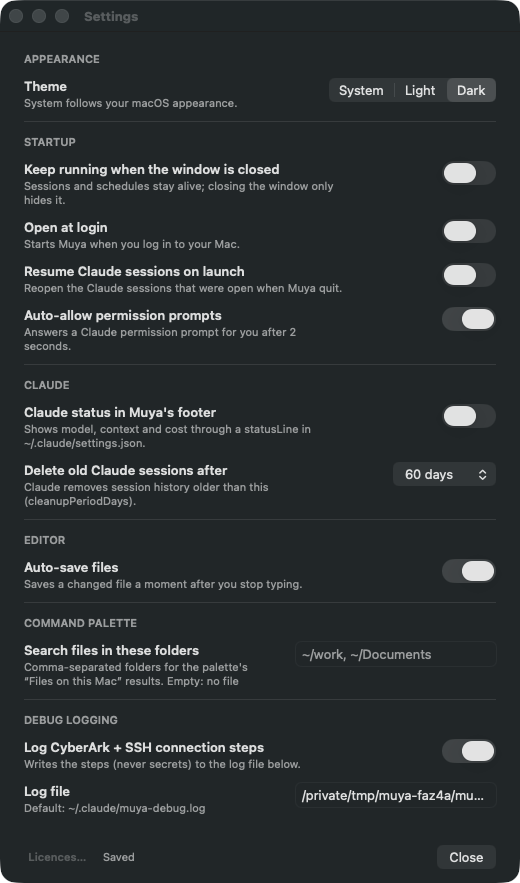 Settings
APPEARANCE
Theme
System follows your macOS appearance.
System Light Dark
STARTUP
Keep running when the window is closed
Sessions and schedules stay alive; closing the window only
hides it.
Open at login
Starts Muya when you log in to your Mac.
Resume Claude sessions on launch
Reopen the Claude sessions that were open when Muya quit.
Auto-allow permission prompts
Answers a Claude permission prompt for you after 2
seconds.
CLAUDE
Claude status in Muya's footer
Shows model, context and cost through a statusLine in
~/.claude/settings.json.
Delete old Claude sessions after
Claude removes session history older than this
(cleanupPeriodDays).
60 days
EDITOR
Auto-save files
Saves a changed file a moment after you stop typing.
COMMAND PALETTE
Search files in these folders
Comma-separated folders for the palette's
“Files on this Mac” results. Empty: no file
~/work, ~/Documents
DEBUG LOGGING
Log CyberArk + SSH connection steps
Writes the steps (never secrets) to the log file below.
Log file
Default: ~/.claude/muya-debug.log
/private/tmp/muya-faz4a/mu...
Licences... Saved
Close